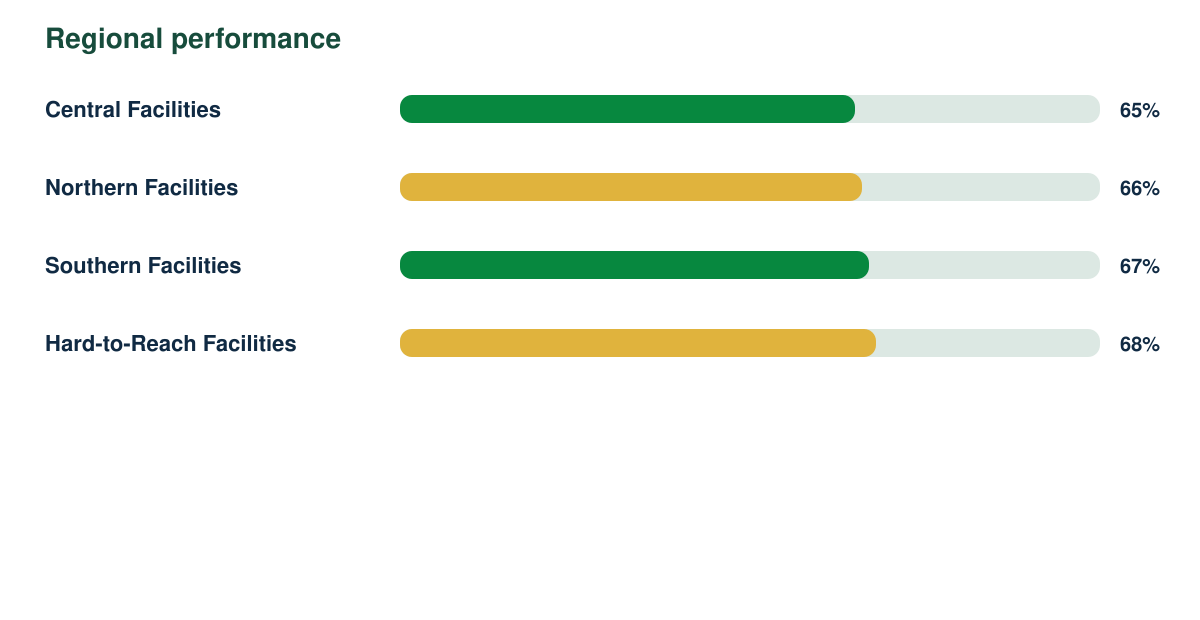 Regional performance
Central Facilities 65%
Northern Facilities 66%
Southern Facilities 67%
Hard-to-Reach Facilities 68%